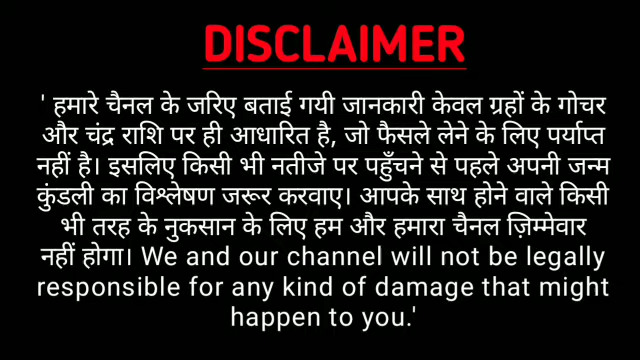 DISCLAIMER
' हमारे चैनल के जरिए बताई गयी जानकारी केवल ग्रहों के गोचर
और चंद्र राशि पर ही आधारित है, जो फैसले लेने के लिए पर्याप्त
नहीं है। इसलिए किसी भी नतीजे पर पहुँचने से पहले अपनी जन्म
कुंडली का विश्लेषण जरूर करवाए। आपके साथ होने वाले किसी
भी तरह के नुकसान के लिए हम और हमारा चैनल ज़िम्मेवार
नहीं होगा। We and our channel will not be legally
responsible for any kind of damage that might
happen to you.'